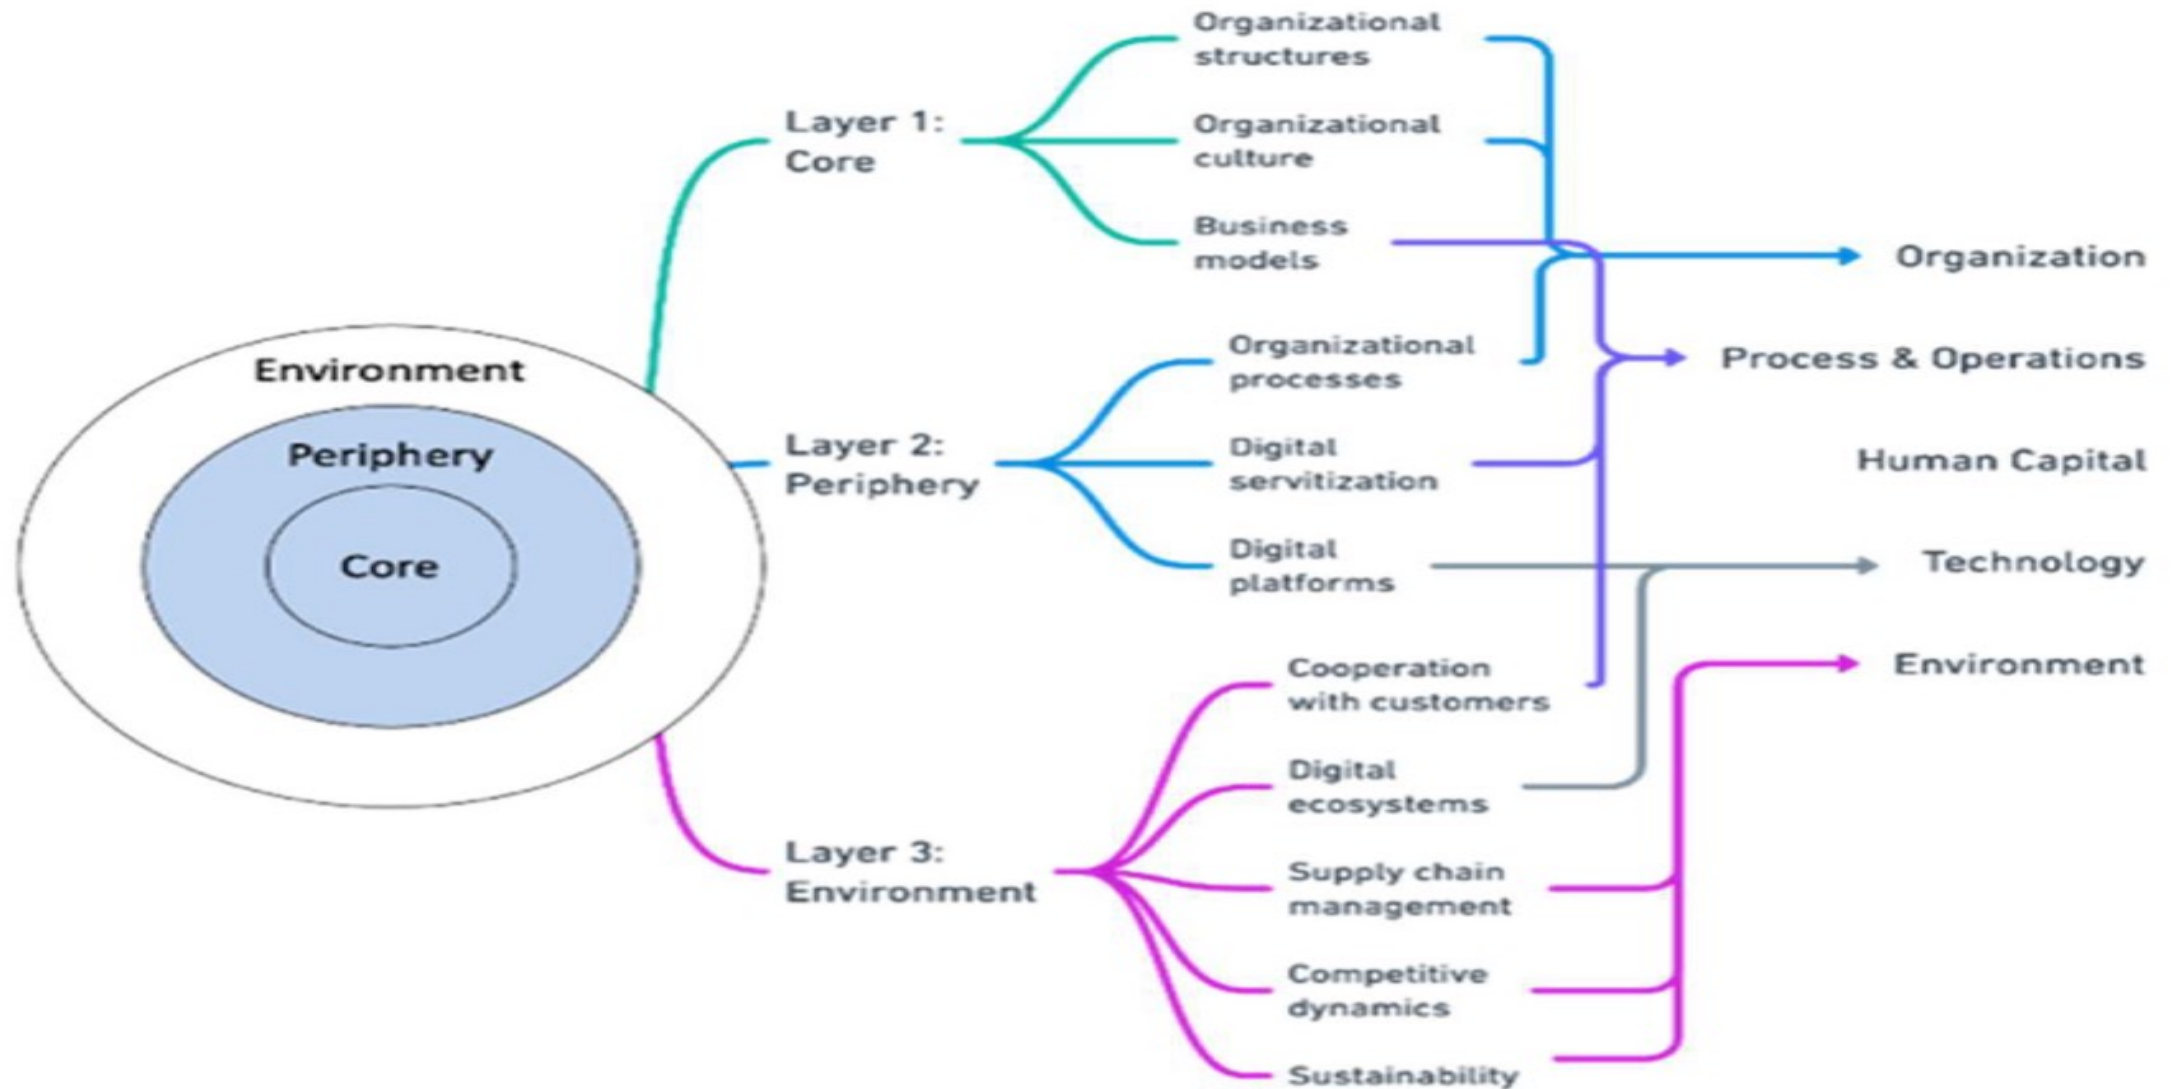 Environment
Periphery
Core
Layer 1:
Core
Organizational
structures
Organizational
culture
Business
models
Layer 2:
Periphery
Organizational
processes
Digital
servitization
Digital
platforms
Layer 3:
Environment
Cooperation
with customers
Digital
ecosystems
Supply chain
management
Competitive
dynamics
Sustainability
Organization
Process & Operations
Human Capital
Technology
Environment